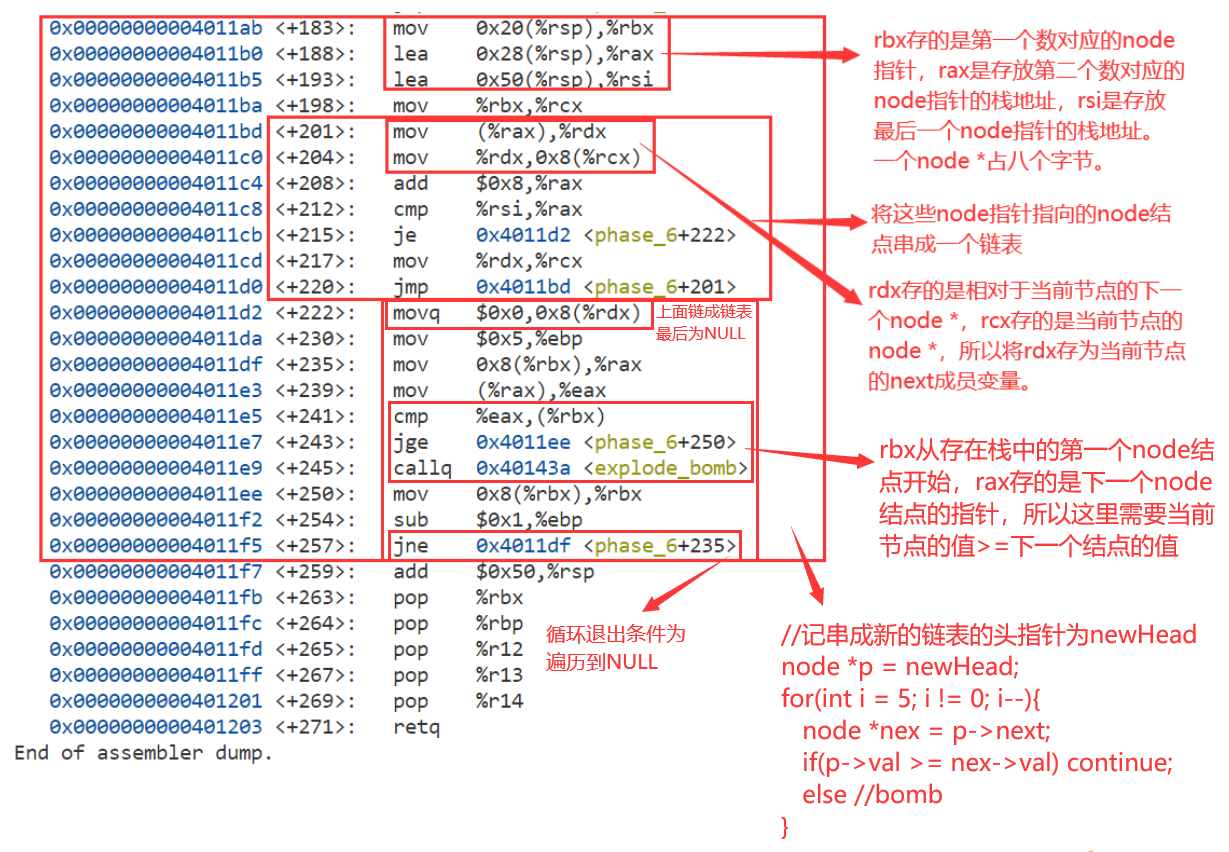 0x00000000004011ab <+183>: mov 0x20(%rsp),%rbx
0x00000000004011b0 <+188>: lea 0x28(%rsp),%rax
0x00000000004011b5 <+193>: lea 0x50(%rsp),%rsi
0x00000000004011ba <+198>: mov %rbx,%rcx
0x00000000004011bd <+201>: mov (%rax),%rdx
0x00000000004011c0 <+204>: mov %rdx,0x8(%rcx)
0x00000000004011c4 <+208>: add $0x8,%rax
0x00000000004011c8 <+212>: cmp %rsi,%rax
0x00000000004011cb <+215>: je 0x4011d2 <phase_6+222>
0x00000000004011cd <+217>: mov %rdx,%rcx
0x00000000004011d0 <+220>: jmp 0x4011bd <phase_6+201>
0x00000000004011d2 <+222>: movq $0x0,0x8(%rdx)
0x00000000004011da <+230>: mov $0x5,%ebp
0x00000000004011df <+235>: mov 0x8(%rbx),%rax
0x00000000004011e3 <+239>: mov (%rax),%eax
0x00000000004011e5 <+241>: cmp %eax,(%rbx)
0x00000000004011e7 <+243>: jge 0x4011ee <phase_6+250>
0x00000000004011e9 <+245>: callq 0x40143a <explode_bomb>
0x00000000004011ee <+250>: mov 0x8(%rbx),%rbx
0x00000000004011f2 <+254>: sub $0x1,%ebp
0x00000000004011f5 <+257>: jne 0x4011df <phase_6+235>
0x00000000004011f7 <+259>: add $0x50,%rsp
0x00000000004011fb <+263>: pop %rbx
0x00000000004011fc <+264>: pop %rbp
0x00000000004011fd <+265>: pop %r12
0x00000000004011ff <+267>: pop %r13
0x0000000000401201 <+269>: pop %r14
0x0000000000401203 <+271>: retq
End of assembler dump.
rbx存的是第一个数对应的node
指针，rax是存放第二个数对应的
node指针的栈地址，rsi是存放
最后一个node指针的栈地址。
一个node *占八个字节。
将这些node指针指向的node结
点串成一个链表
rdx存的是相对于当前节点的下一
个node *，rcx存的是当前节点的
node *，所以将rdx存为当前节点
的next成员变量。
上面链成链表
最后为NULL
rbx从存在栈中的第一个node结
点开始，rax存的是下一个node
结点的指针，所以这里需要当前
节点的值>=下一个结点的值
循环退出条件为
遍历到NULL
//记串成新的链表的头指针为newHead
node *p = newHead;
for(int i = 5; i != 0; i--){
node *nex = p->next;
if(p->val >= nex->val) continue;
else //bomb
}